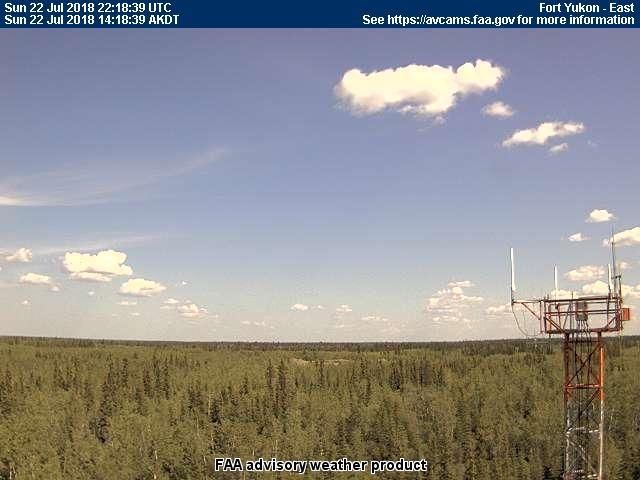 Sun 22 Jul 2018 22:18:39 UTC
Fort Yukon - East
Sun 22 Jul 2018 14:18:39 AKDT
See https://avcams.faa.gov for more information
FAA advisory weather product